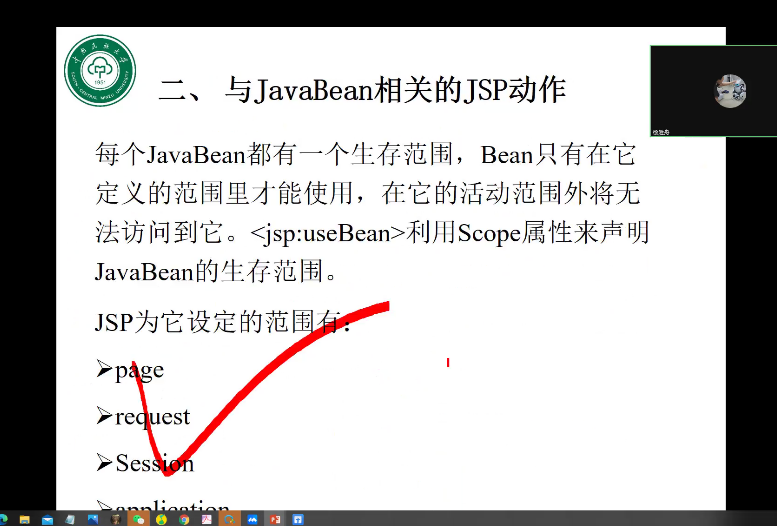 二、 与JavaBean相关的JSP动作
每个JavaBean都有一个生存范围，Bean只有在它
定义的范围里才能使用，在它的活动范围外将无
法访问到它。<jsp:useBean>利用Scope属性来声明
JavaBean的生存范围。
JSP为它设定的范围有：
➢page
➢request
➢Session
➢application